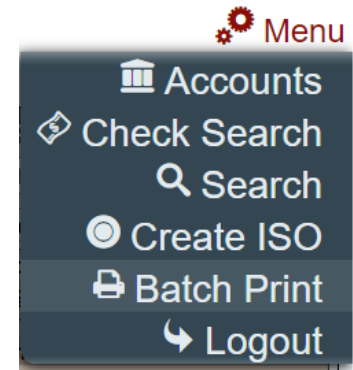 Menu
Accounts
Check Search
Search
Create ISO
Batch Print
Logout